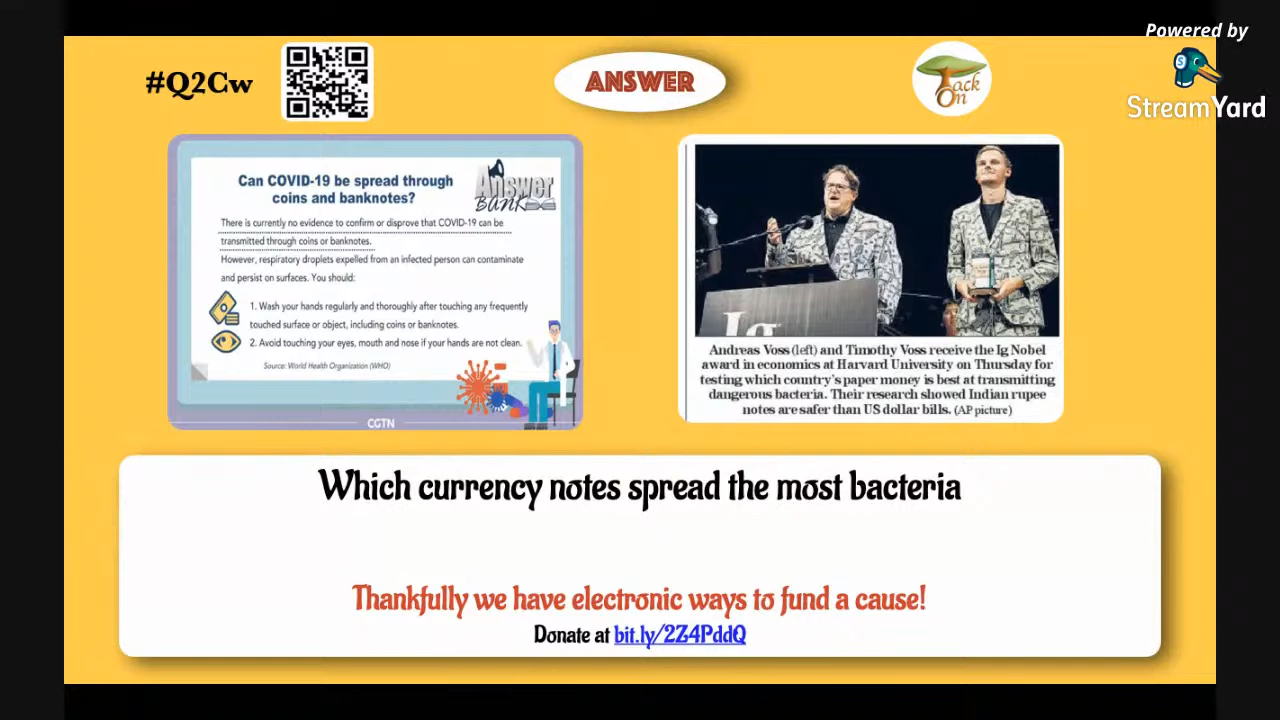 Powered by
StreamYard
#Q2Cw
ANSWER
Tack
On
Can COVID-19 be spread through
coins and banknotes?
Answer
BANK
There is currently no evidence to confirm or disprove that COVID-19 can be
transmitted through coins or banknotes.
However, respiratory droplets expelled from an infected person can contaminate
and persist on surfaces. You should:
1. Wash your hands regularly and thoroughly after touching any frequently
touched surface or object, including coins or banknotes.
2. Avoid touching your eyes, mouth and nose if your hands are not clean.
Source: World Health Organization (WHO)
CGTN
Ig
Andreas Voss (left) and Timothy Voss receive the Ig Nobel
award in economics at Harvard University on Thursday for
testing which country's paper money is best at transmitting
dangerous bacteria. Their research showed Indian rupee
notes are safer than US dollar bills. (AP picture)
Which currency notes spread the most bacteria
Thankfully we have electronic ways to fund a cause!
Donate at bit.ly/2Z4PddQ